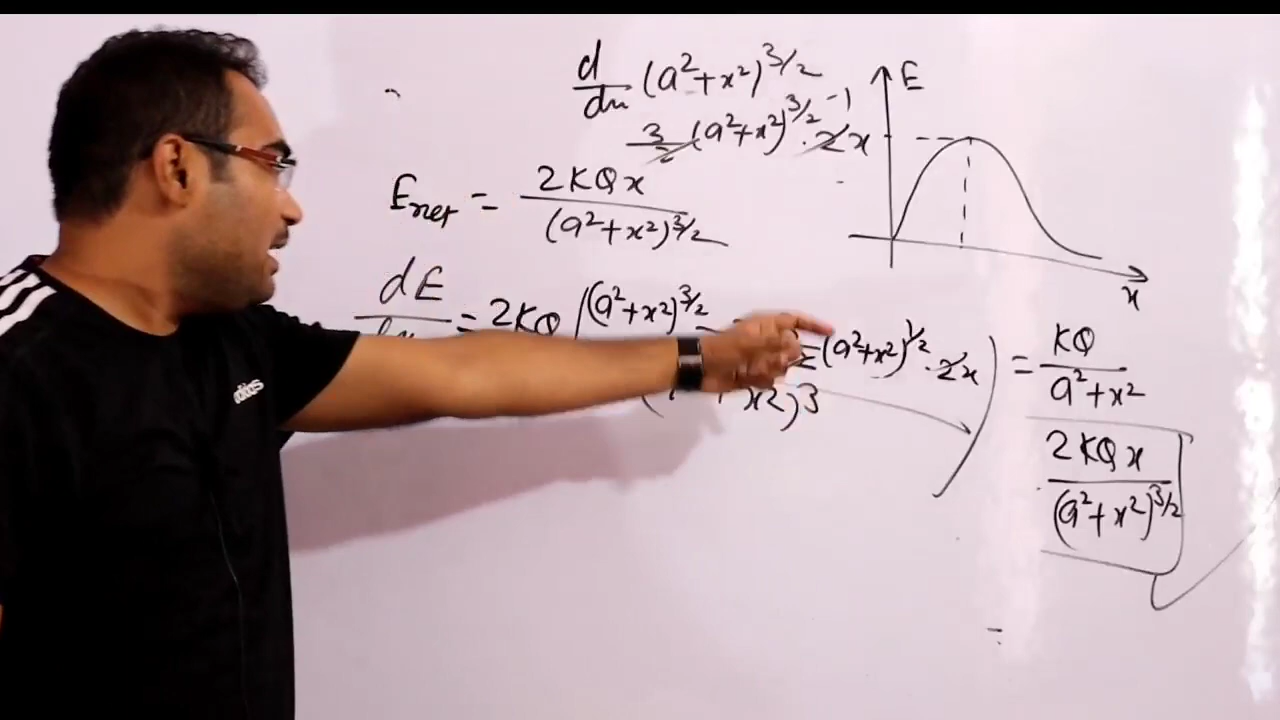 d/dx (a²+x²)^3/2
3/2 (a²+x²)^3/2 -1 . 2x
E
Enet = 2KQx / (a²+x²)^3/2
x
dE = 2KQ ( (a²+x²)^3/2 (a²+x²)^1/2 . 2x ) = KQ / a²+x²
x²)³
2KQx / (a²+x²)^3/2
adidas